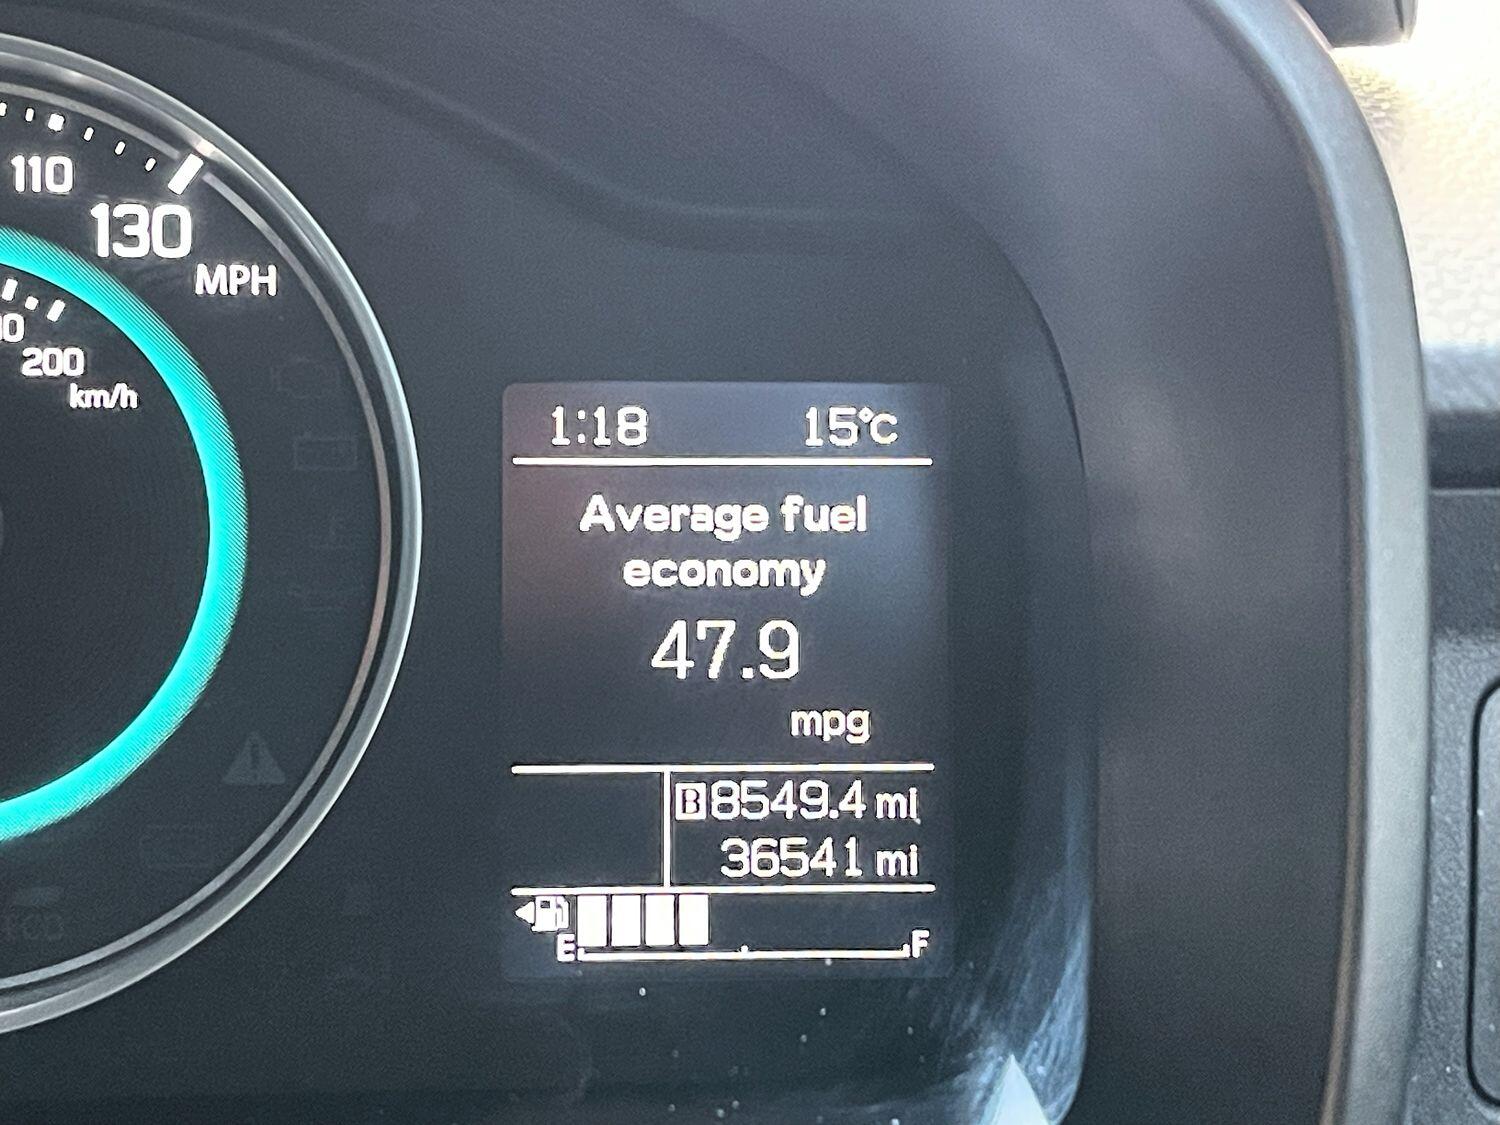 110
130
MPH
200
km/h
1:18 15°C
Average fuel
economy
47.9
mpg
B 8549.4 mi
36541 mi
E F